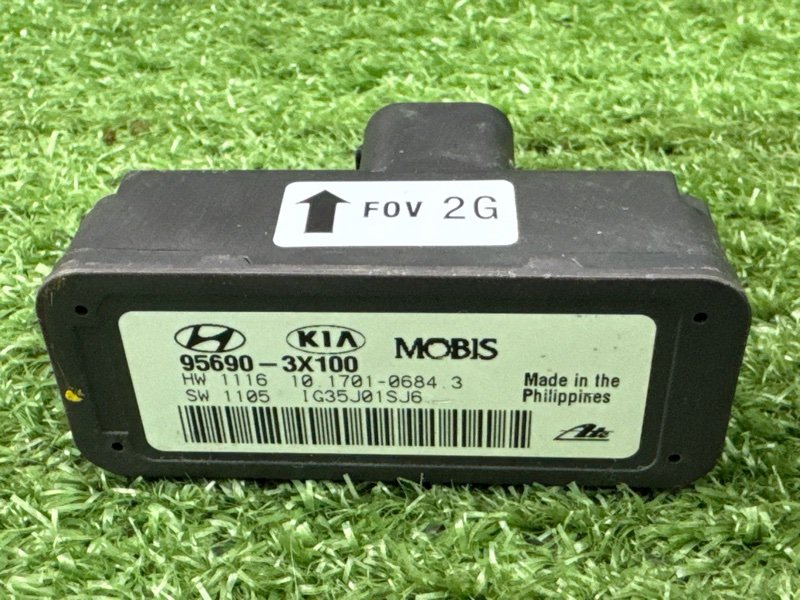 FOV 2G
KIA MOBIS
95690-3X100
HW 1116 10.1701-0684.3
SW 1105 IG35J01SJ6
Made in the
Philippines
Ate